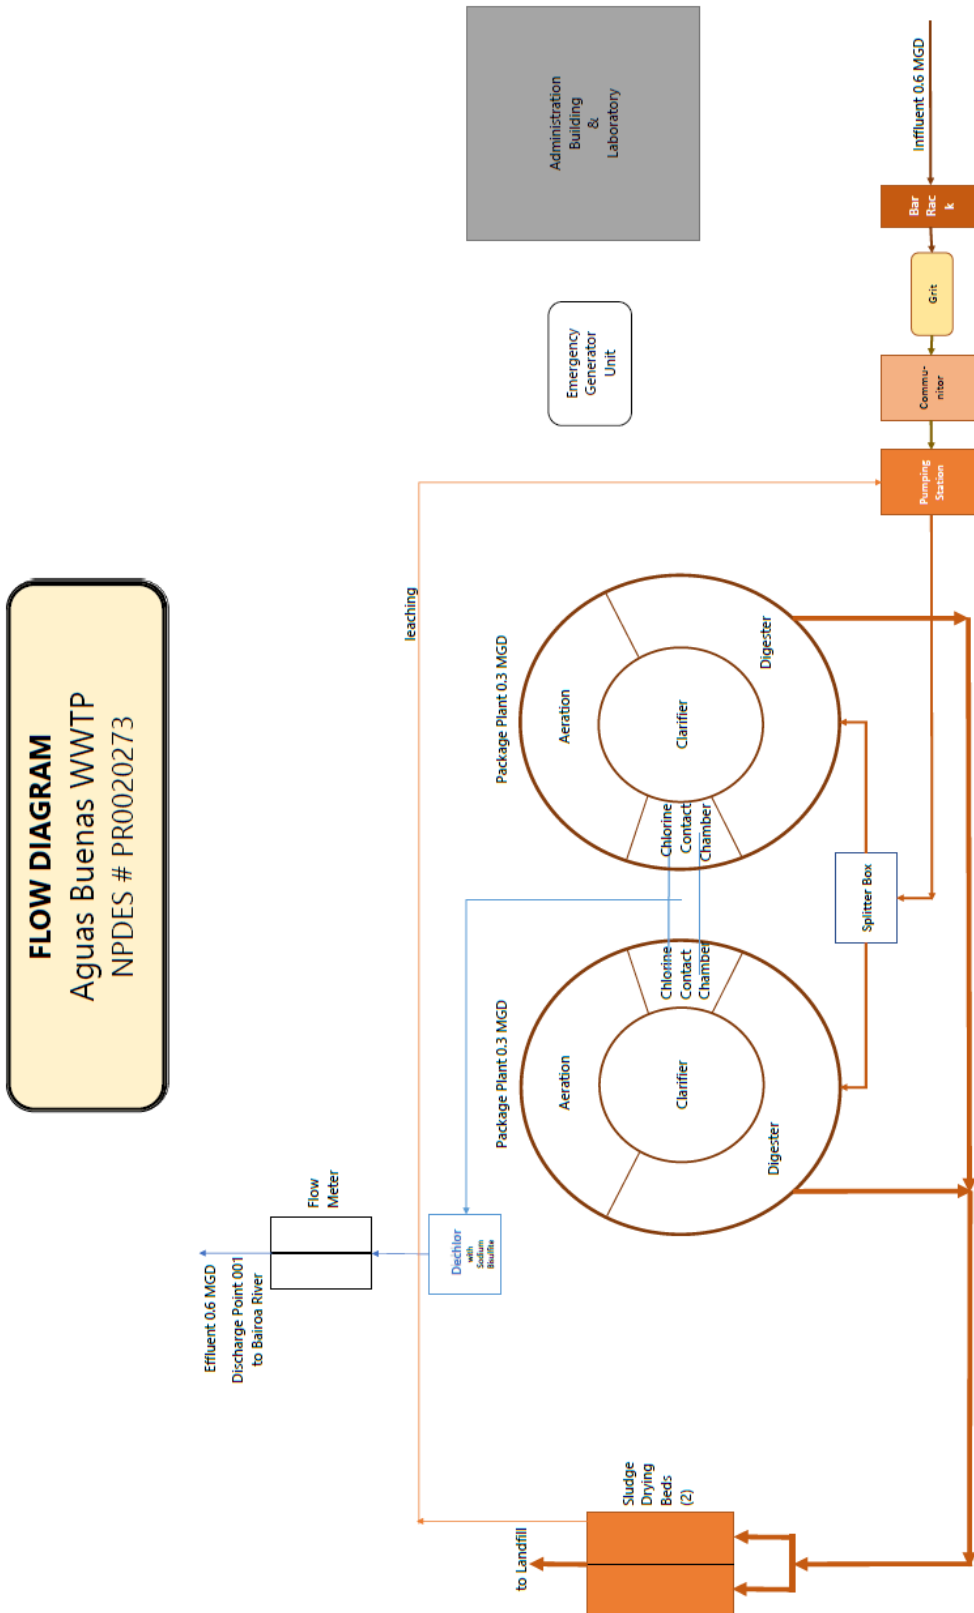 FLOW DIAGRAM
Aguas Buenas WWTP
NPDES # PR0020273
Administration
Building
&
Laboratory
Inffluent 0.6 MGD
Bar
Rac
k
Grit
Commu-
nitor
Pumping
Station
Emergency
Generator
Unit
leaching
Package Plant 0.3 MGD
Aeration
Clarifier
Digester
Chlorine
Contact
Chamber
Package Plant 0.3 MGD
Aeration
Clarifier
Digester
Chlorine
Contact
Chamber
Splitter Box
Dechlor
with
Sodium
Bisulfite
Flow
Meter
Effluent 0.6 MGD
Discharge Point 001
to Bairoa River
Sludge
Drying
Beds
(2)
to Landfill